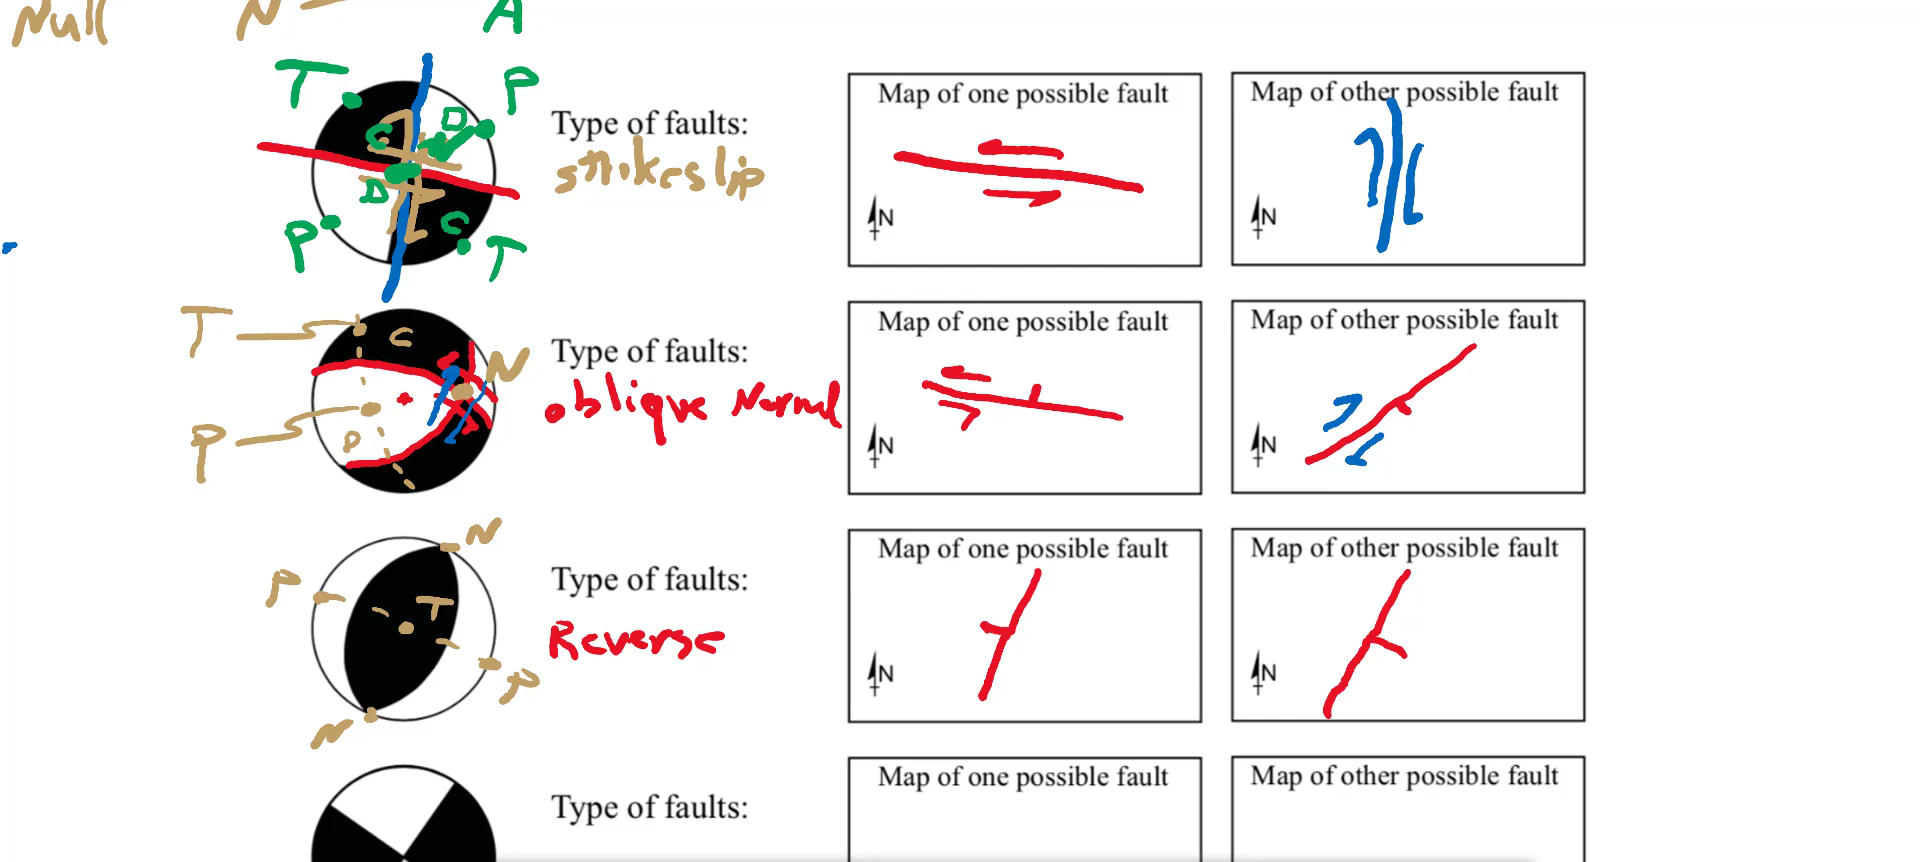 Null N A
T P
C D
D C
P T
Type of faults:
strikeslip
Map of one possible fault
N
Map of other possible fault
N
T C
N
P P
Type of faults:
oblique Normal
Map of one possible fault
N
Map of other possible fault
N
N
P T
P
N
Type of faults:
Reverse
Map of one possible fault
N
Map of other possible fault
N
Type of faults:
Map of one possible fault
Map of other possible fault